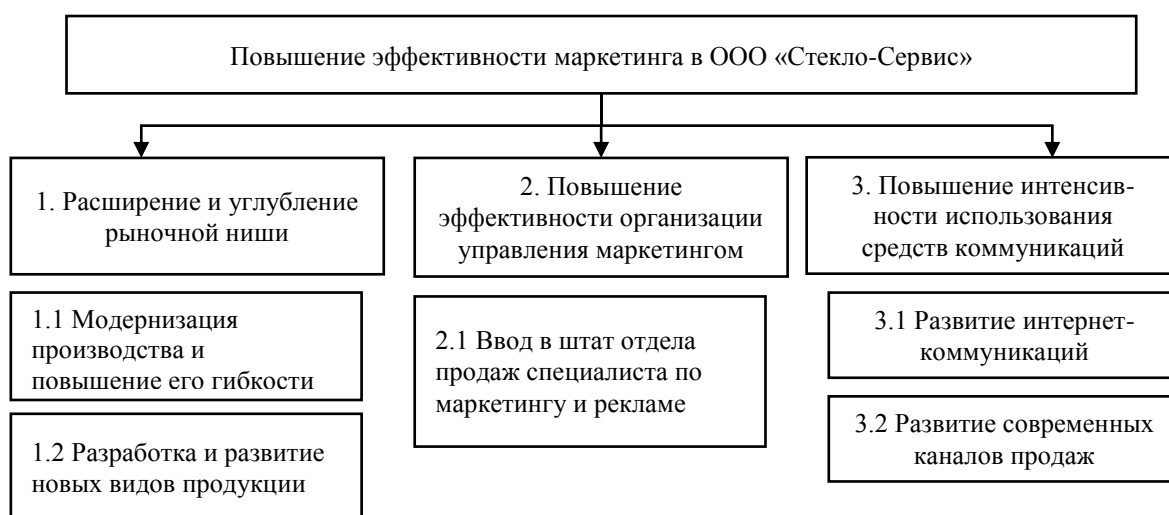 Повышение эффективности маркетинга в ООО «Стекло-Сервис»
1. Расширение и углубление
рыночной ниши
2. Повышение
эффективности организации
управления маркетингом
3. Повышение интенсив-
ности использования
средств коммуникаций
1.1 Модернизация
производства и
повышение его гибкости
2.1 Ввод в штат отдела
продаж специалиста по
маркетингу и рекламе
3.1 Развитие интернет-
коммуникаций
1.2 Разработка и развитие
новых видов продукции
3.2 Развитие современных
каналов продаж